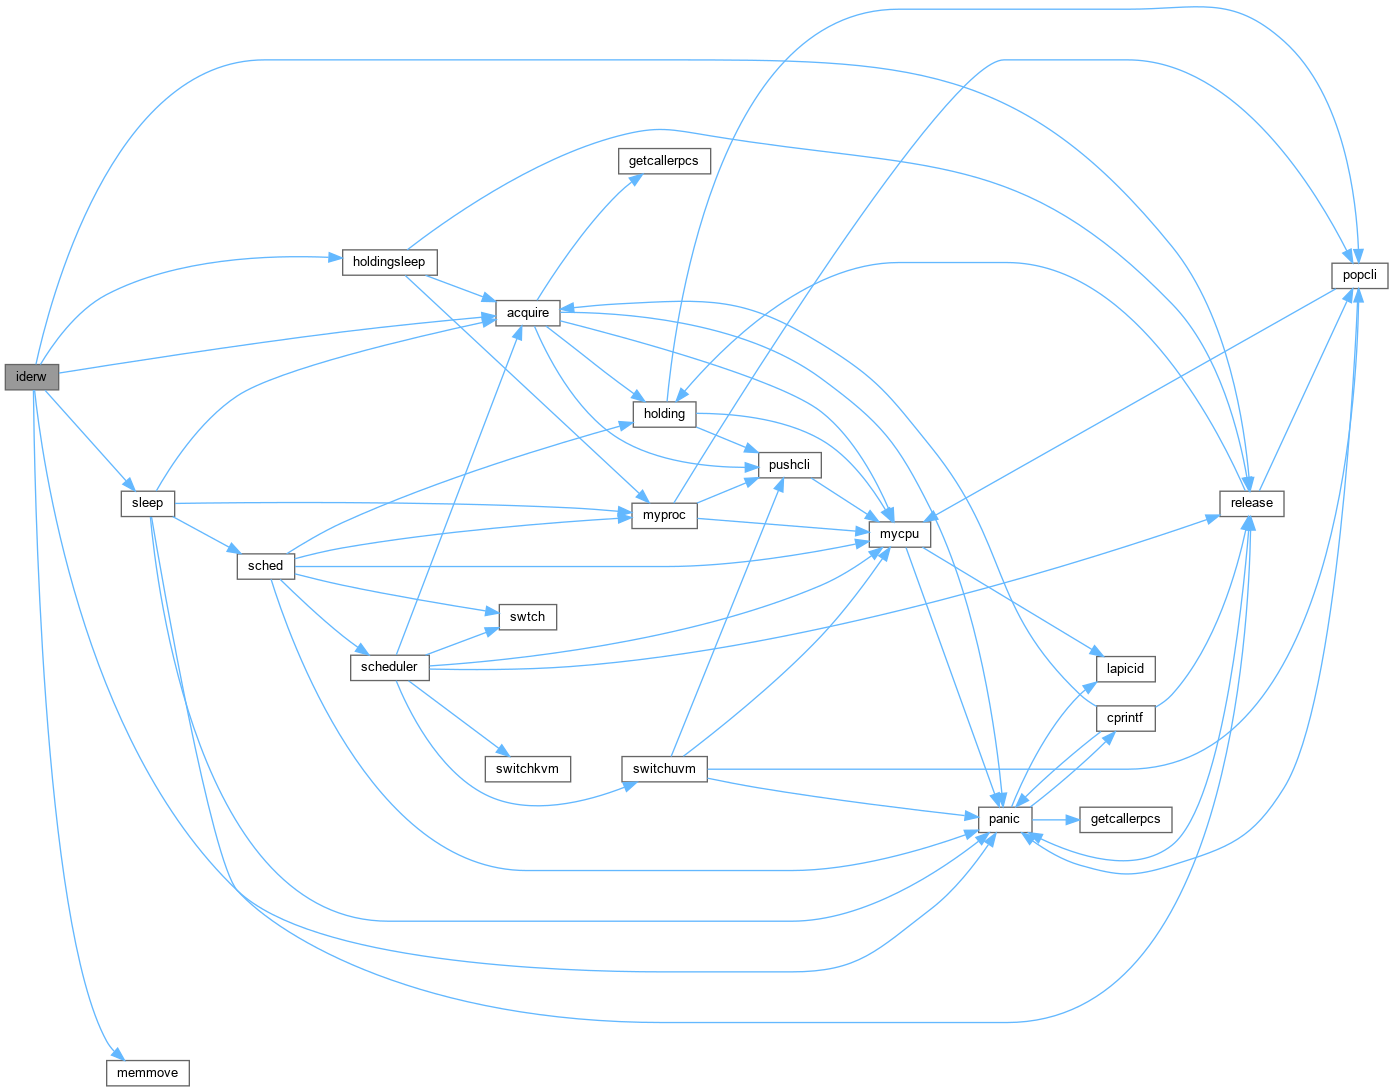 getcallerpcs
holdingsleep
popcli
acquire
iderw
holding
pushcli
sleep
release
myproc
mycpu
sched
swtch
scheduler
lapicid
cprintf
switchkvm
switchuvm
panic
getcallerpcs
memmove